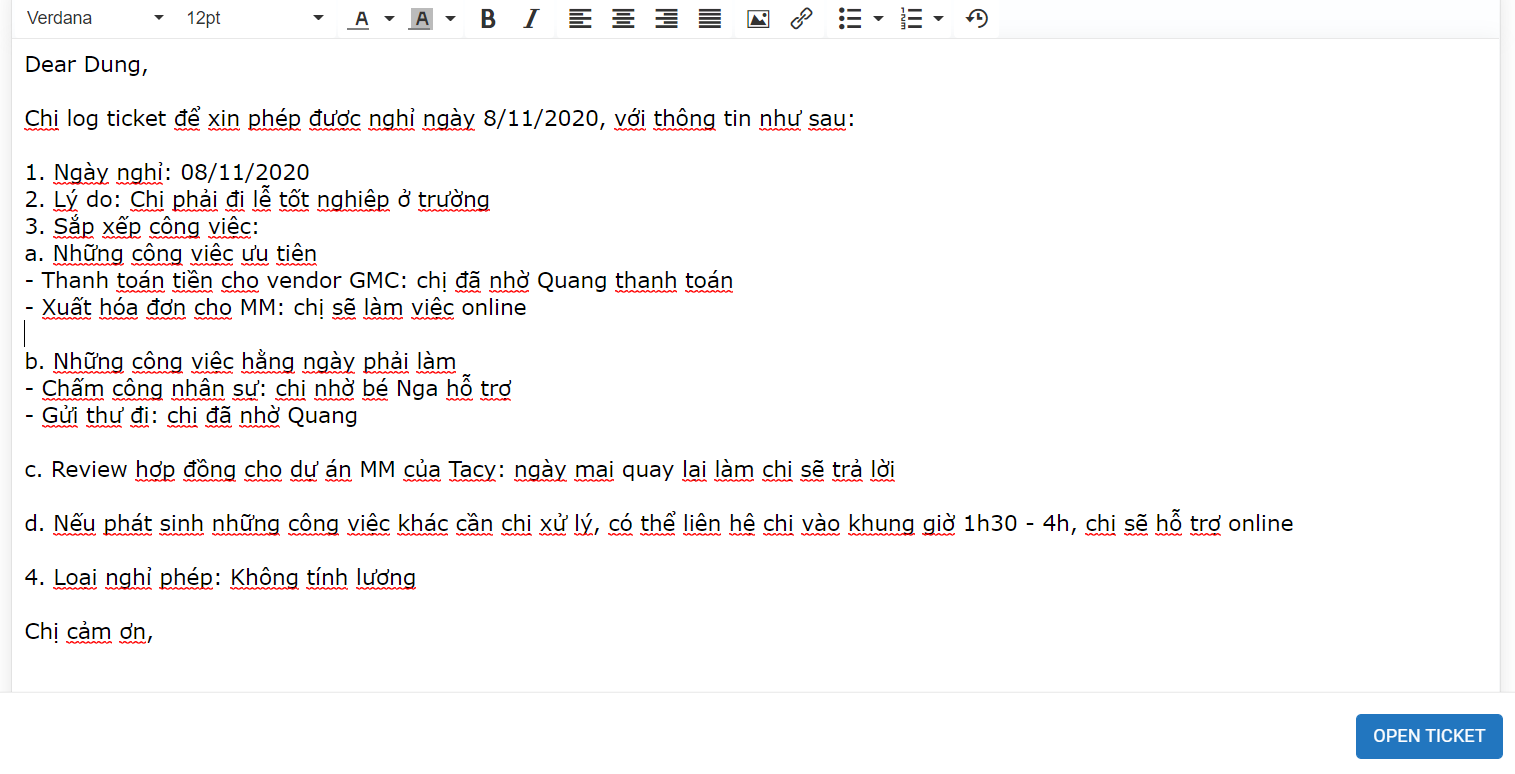 Verdana 12pt A A B I
Dear Dung,
Chị log ticket để xin phép được nghỉ ngày 8/11/2020, với thông tin như sau:
1. Ngày nghỉ: 08/11/2020
2. Lý do: Chị phải đi lễ tốt nghiệp ở trường
3. Sắp xếp công việc:
a. Những công việc ưu tiên
- Thanh toán tiền cho vendor GMC: chị đã nhờ Quang thanh toán
- Xuất hóa đơn cho MM: chị sẽ làm việc online
b. Những công việc hằng ngày phải làm
- Chấm công nhân sự: chị nhờ bé Nga hỗ trợ
- Gửi thư đi: chị đã nhờ Quang
c. Review hợp đồng cho dự án MM của Tacy: ngày mai quay lại làm chị sẽ trả lời
d. Nếu phát sinh những công việc khác cần chị xử lý, có thể liên hệ chị vào khung giờ 1h30 - 4h, chị sẽ hỗ trợ online
4. Loại nghỉ phép: Không tính lương
Chị cảm ơn,
OPEN TICKET